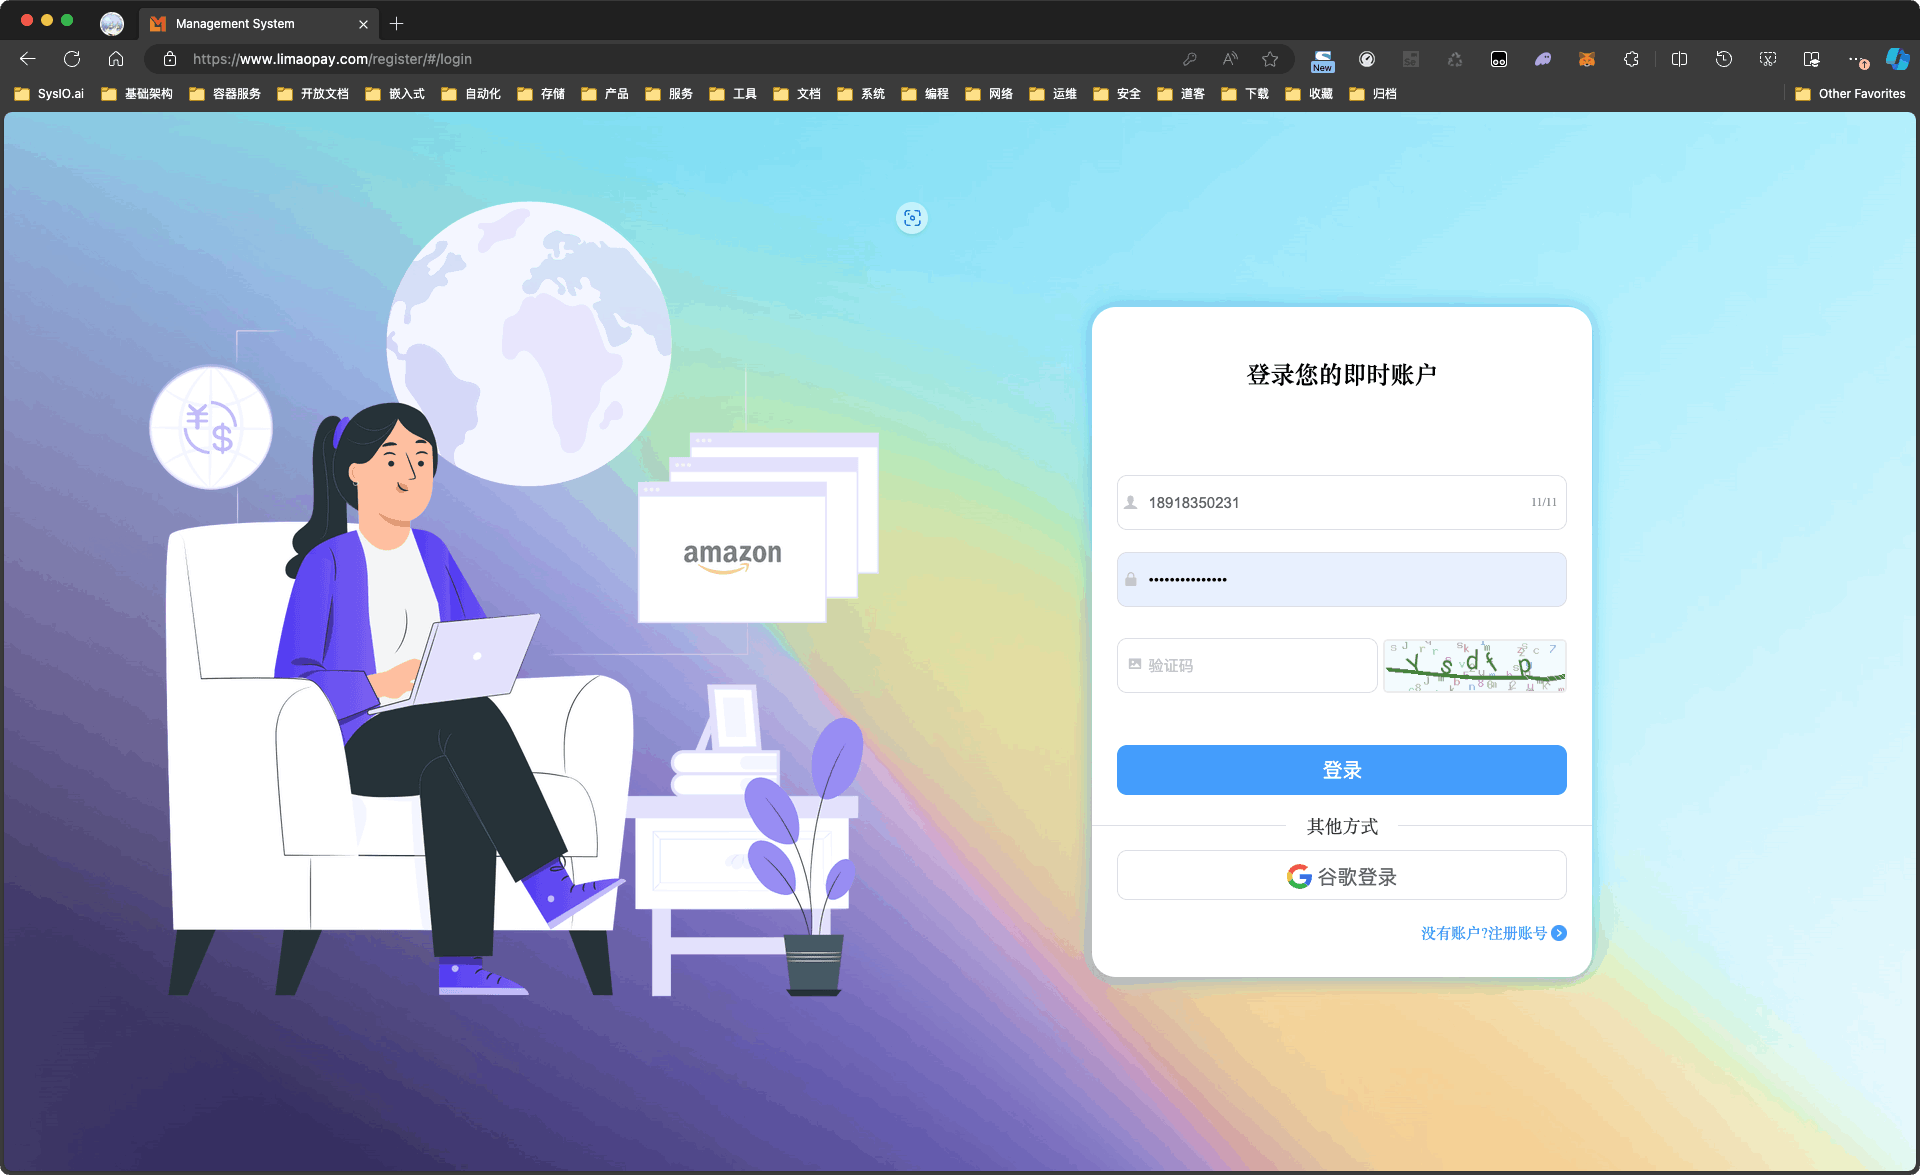 Management System
https://www.limaopay.com/register/#/login
New
SysIO.ai 基础架构 容器服务 开放文档 嵌入式 自动化 存储 产品 服务 工具 文档 系统 编程 网络 运维 安全 道客 下载 收藏 归档 Other Favorites
¥
$
amazon
登录您的即时账户
18918350231 11/11
验证码
y s d f p
登录
其他方式
谷歌登录
没有账户?注册账号